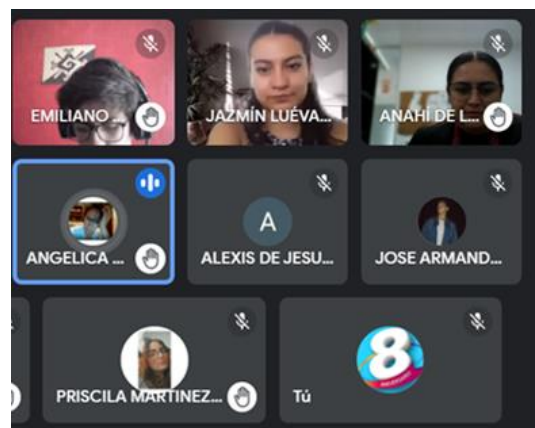 EMILIANO ...
JAZMÍN LUÉVA...
ANAHÍ DE L...
ANGELICA ...
A
ALEXIS DE JESU...
JOSE ARMAND...
PRISCILA MARTINEZ...
8
Tú